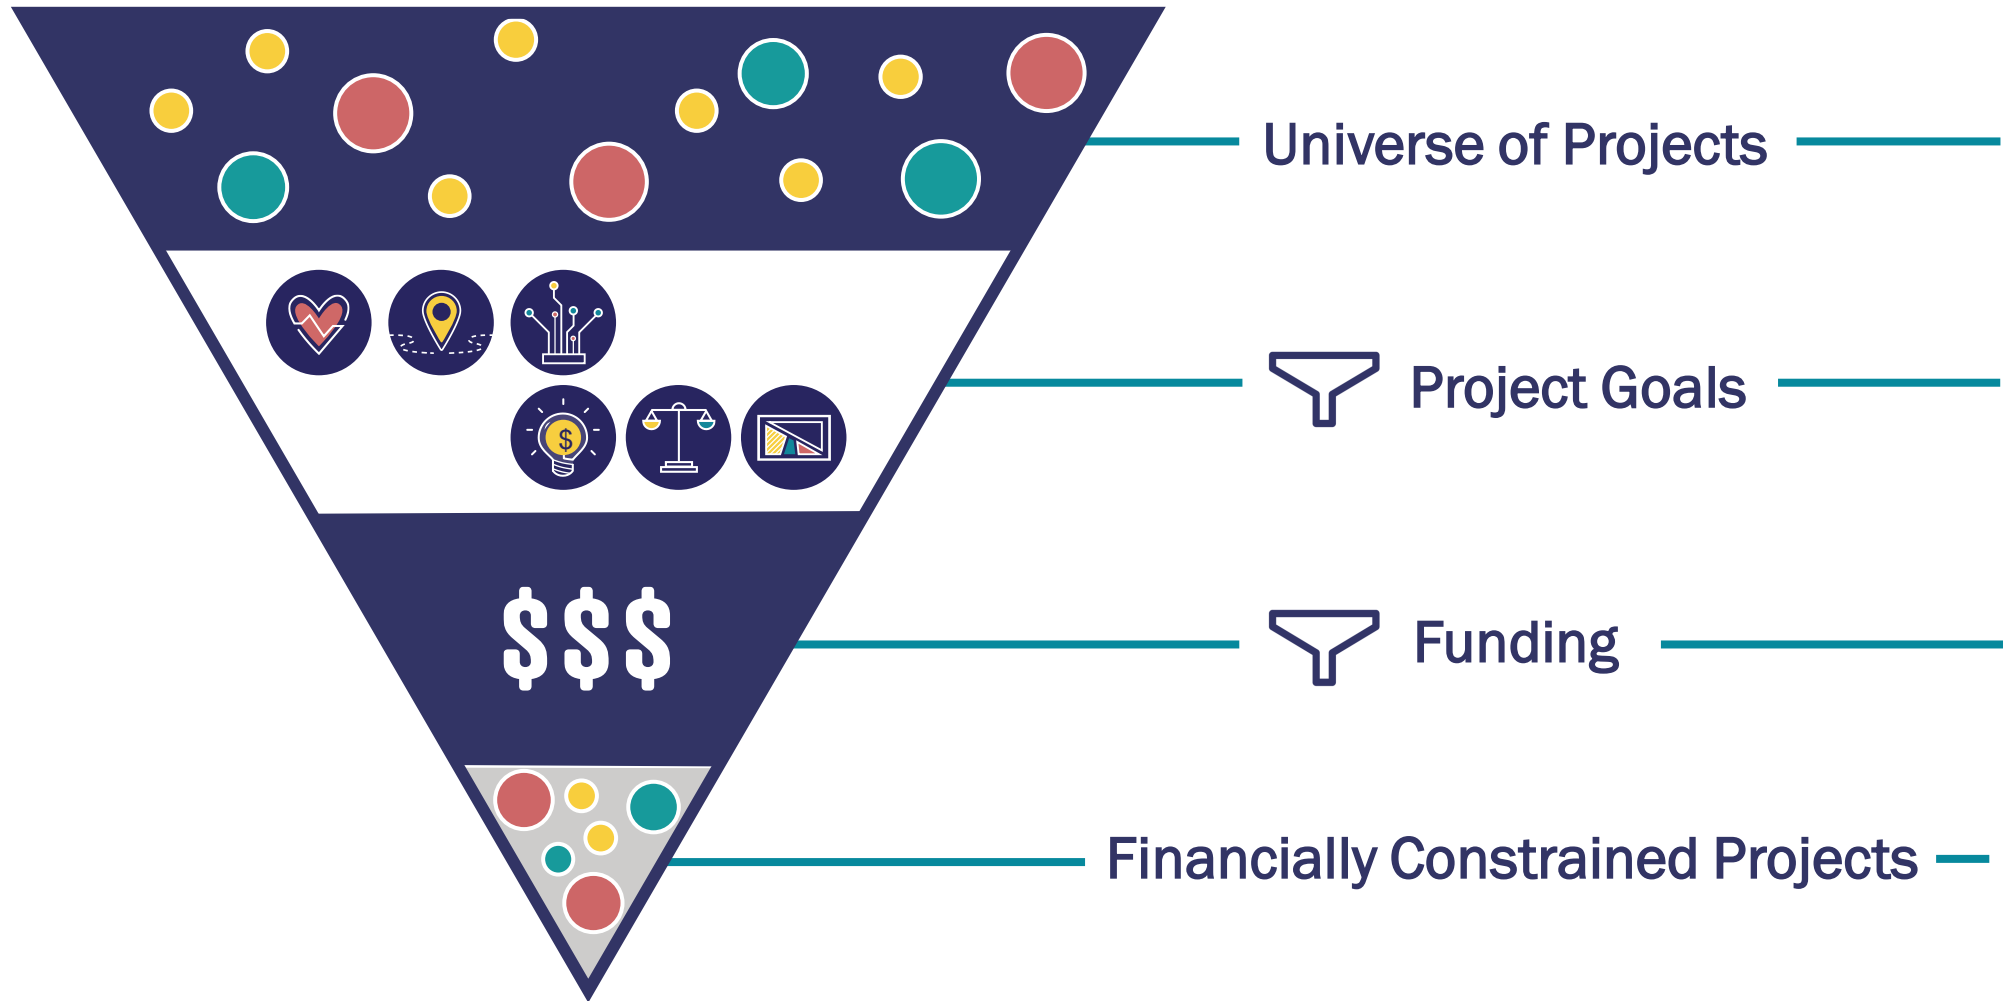 Universe of Projects
Project Goals
$
$$$
Funding
Financially Constrained Projects